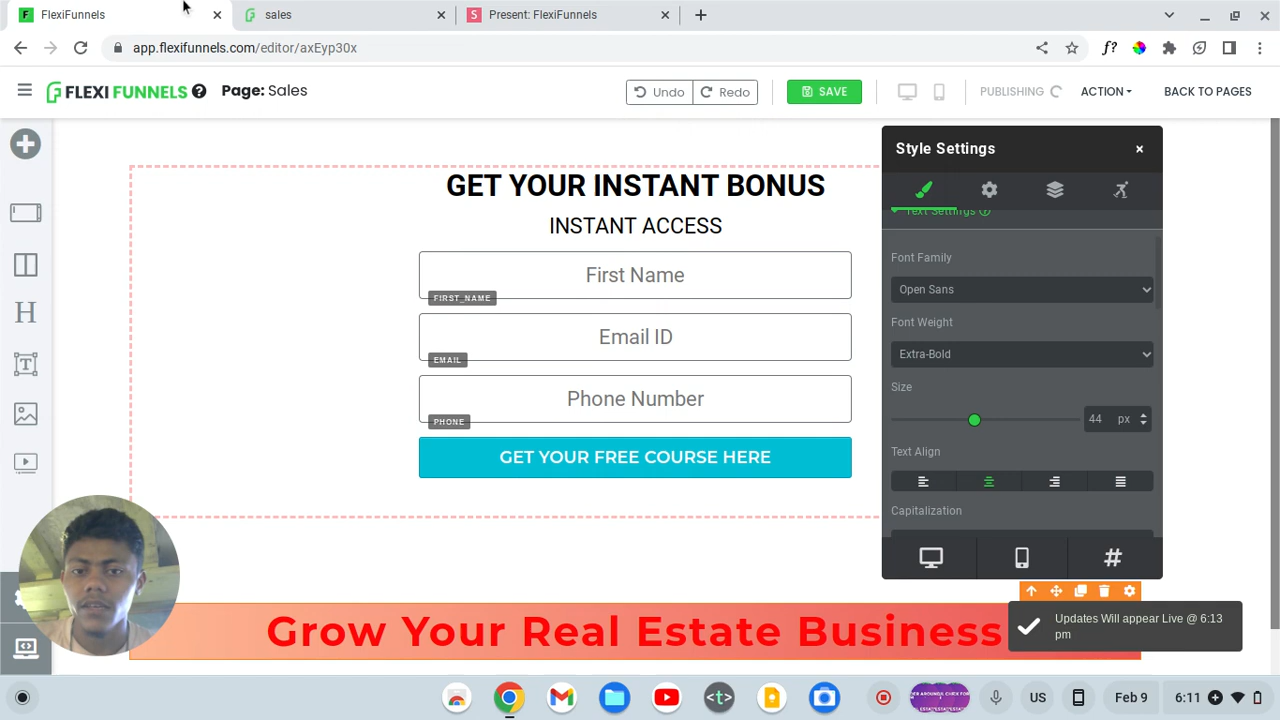 FlexiFunnels
sales
Present: FlexiFunnels
app.flexifunnels.com/editor/axEyp30x
f?
FLEXI FUNNELS
Page: Sales
Undo
Redo
SAVE
PUBLISHING
ACTION
BACK TO PAGES
Style Settings
Text Settings
Font Family
Open Sans
Font Weight
Extra-Bold
Size
44 px
Text Align
Capitalization
GET YOUR INSTANT BONUS
INSTANT ACCESS
First Name
FIRST_NAME
Email ID
EMAIL
Phone Number
PHONE
GET YOUR FREE COURSE HERE
Grow Your Real Estate Business
Updates Will appear Live @ 6:13
pm
US
Feb 9
6:11